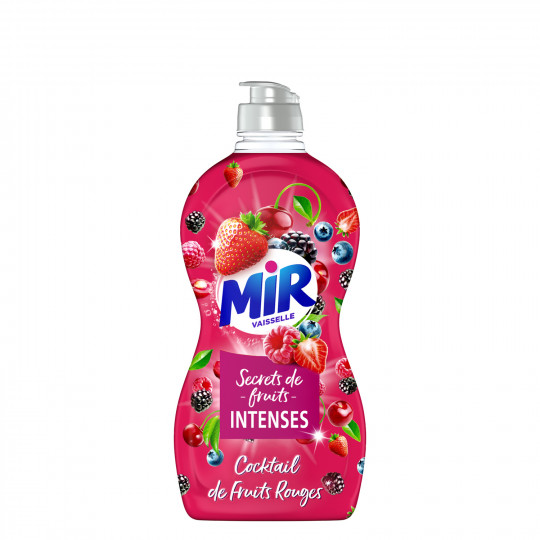 MiR
VAISSELLE
Secrets de
- fruits -
INTENSES
Cocktail
de Fruits Rouges